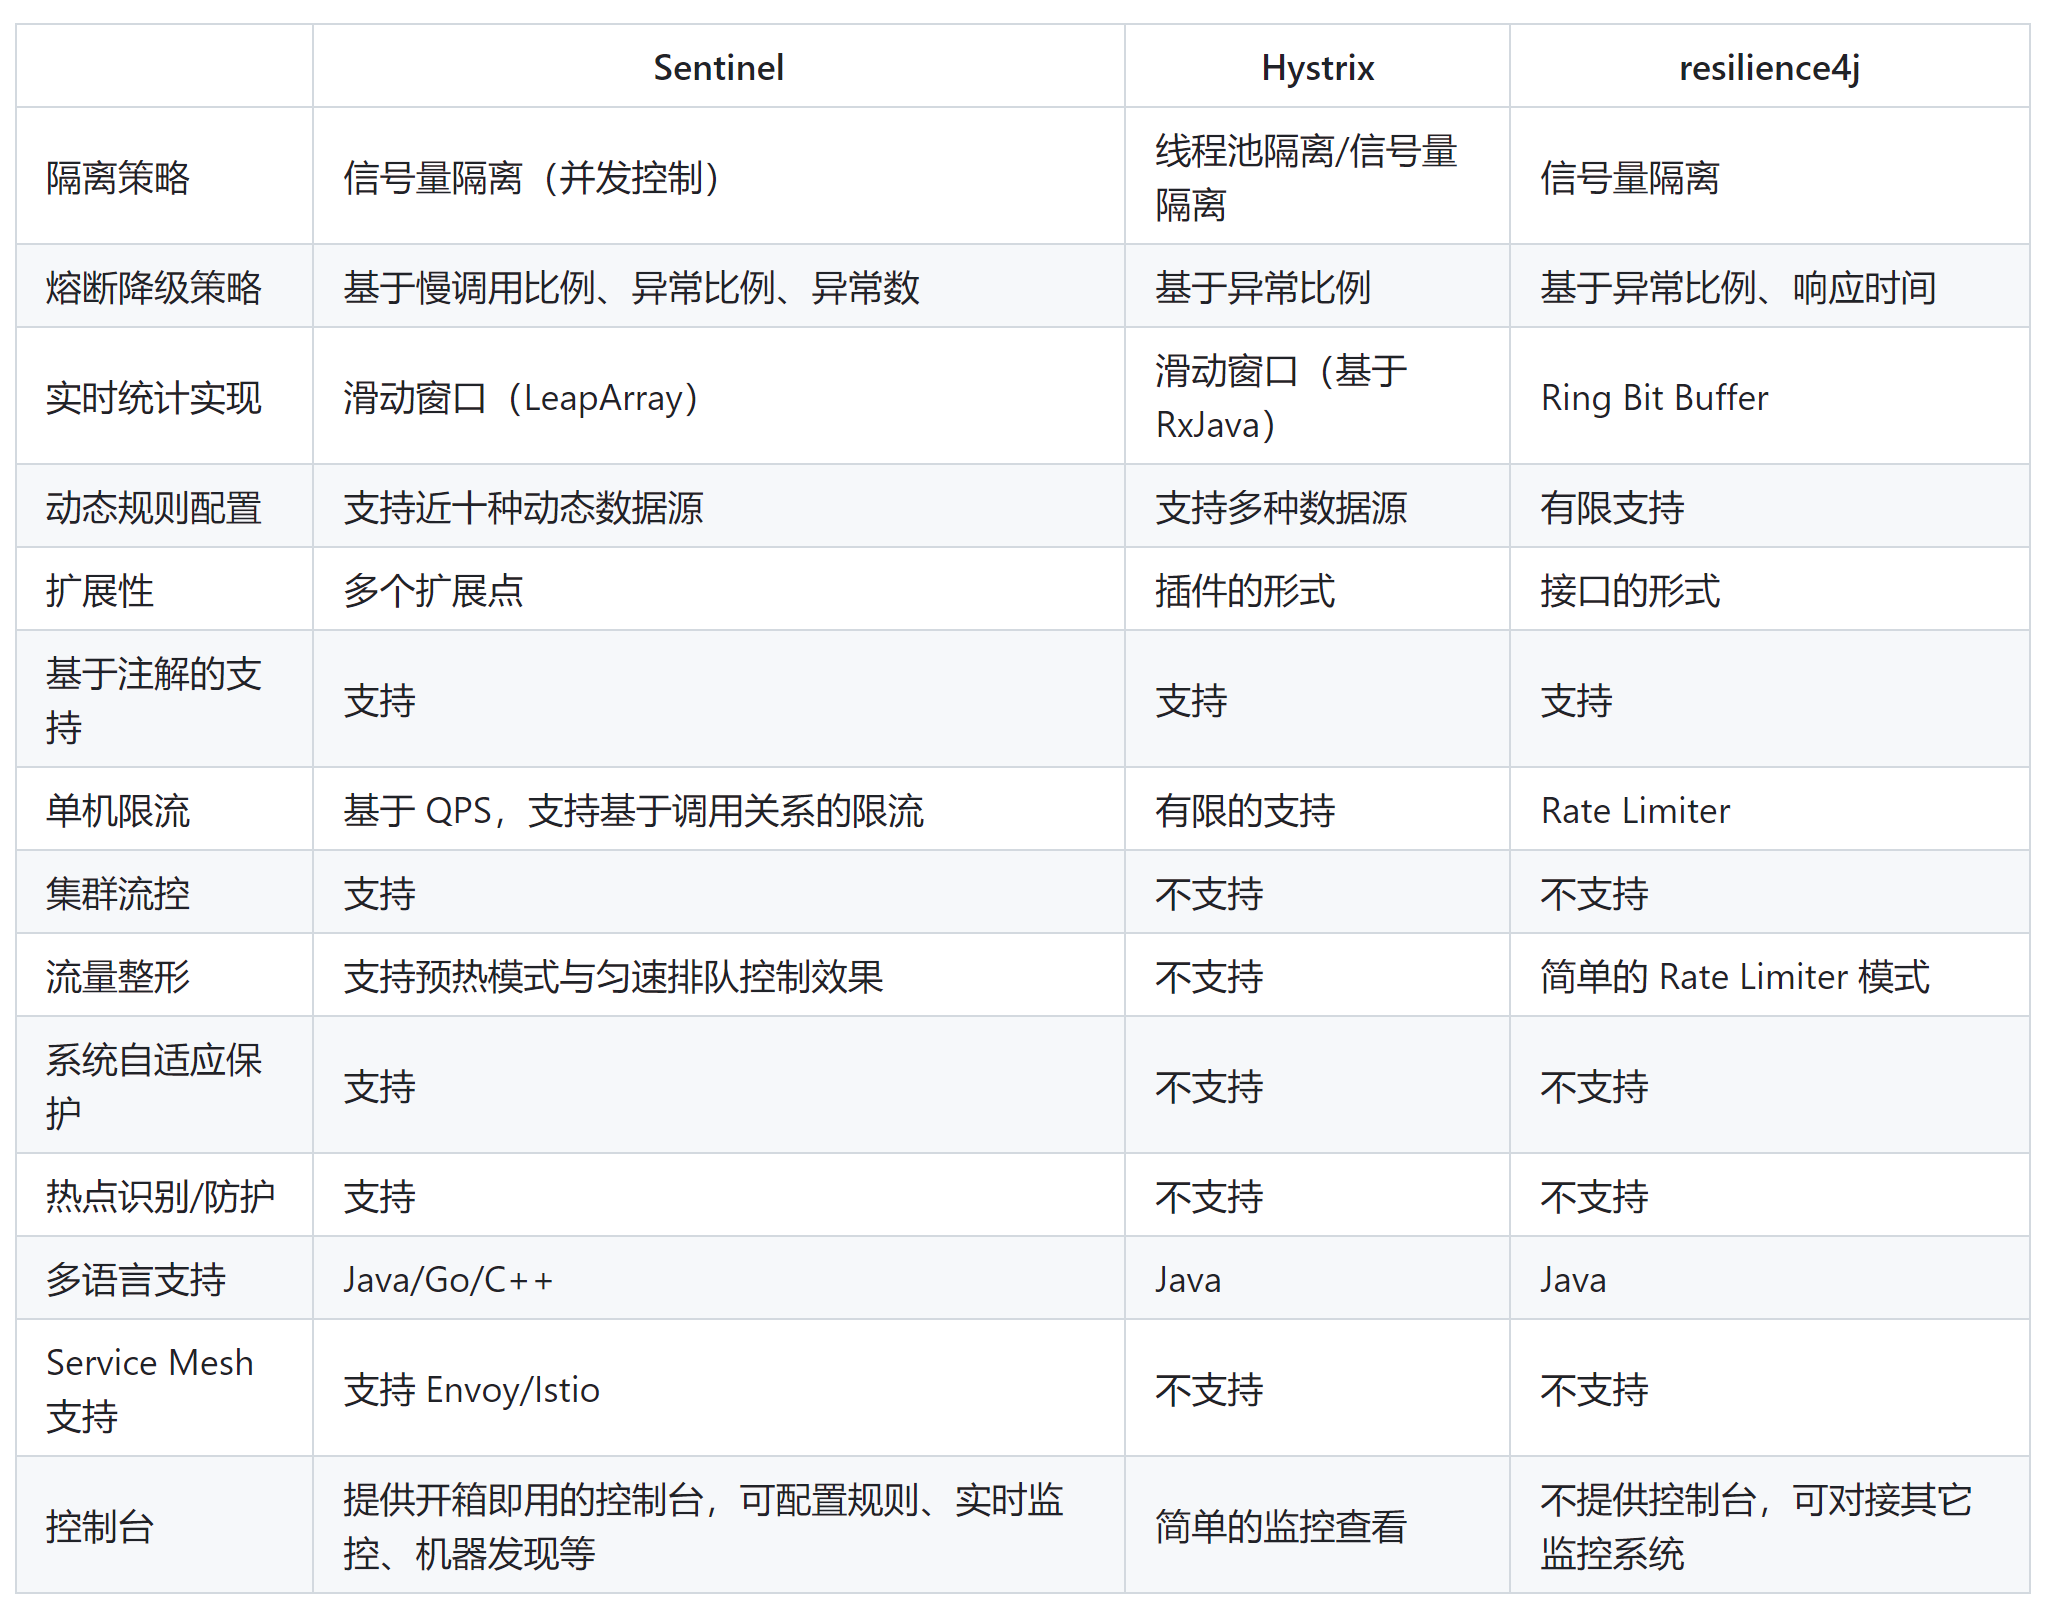 Sentinel
Hystrix
resilience4j
隔离策略
信号量隔离（并发控制）
线程池隔离/信号量
隔离
信号量隔离
熔断降级策略
基于慢调用比例、异常比例、异常数
基于异常比例
基于异常比例、响应时间
实时统计实现
滑动窗口（LeapArray）
滑动窗口（基于
RxJava）
Ring Bit Buffer
动态规则配置
支持近十种动态数据源
支持多种数据源
有限支持
扩展性
多个扩展点
插件的形式
接口的形式
基于注解的支
持
支持
支持
支持
单机限流
基于 QPS，支持基于调用关系的限流
有限的支持
Rate Limiter
集群流控
支持
不支持
不支持
流量整形
支持预热模式与匀速排队控制效果
不支持
简单的 Rate Limiter 模式
系统自适应保
护
支持
不支持
不支持
热点识别/防护
支持
不支持
不支持
多语言支持
Java/Go/C++
Java
Java
Service Mesh
支持
支持 Envoy/Istio
不支持
不支持
控制台
提供开箱即用的控制台，可配置规则、实时监
控、机器发现等
简单的监控查看
不提供控制台，可对接其它
监控系统